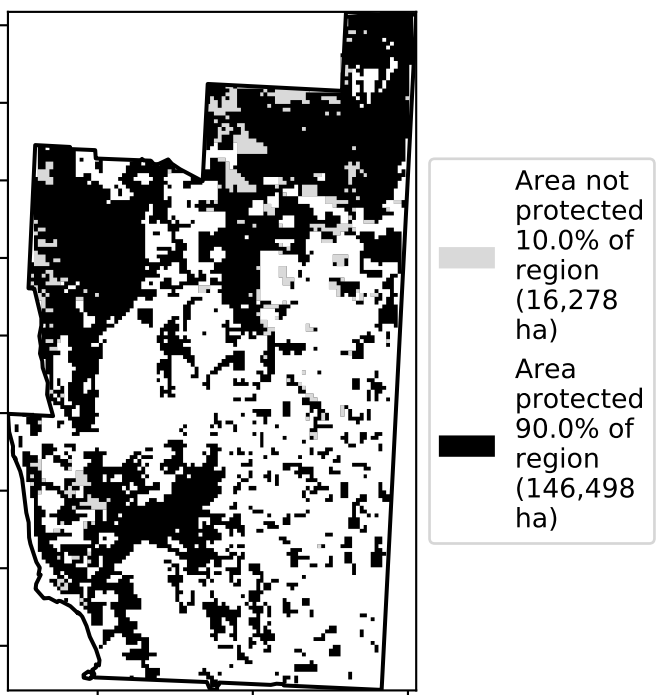 Area not
protected
10.0% of
region
(16,278
ha)
Area
protected
90.0% of
region
(146,498
ha)